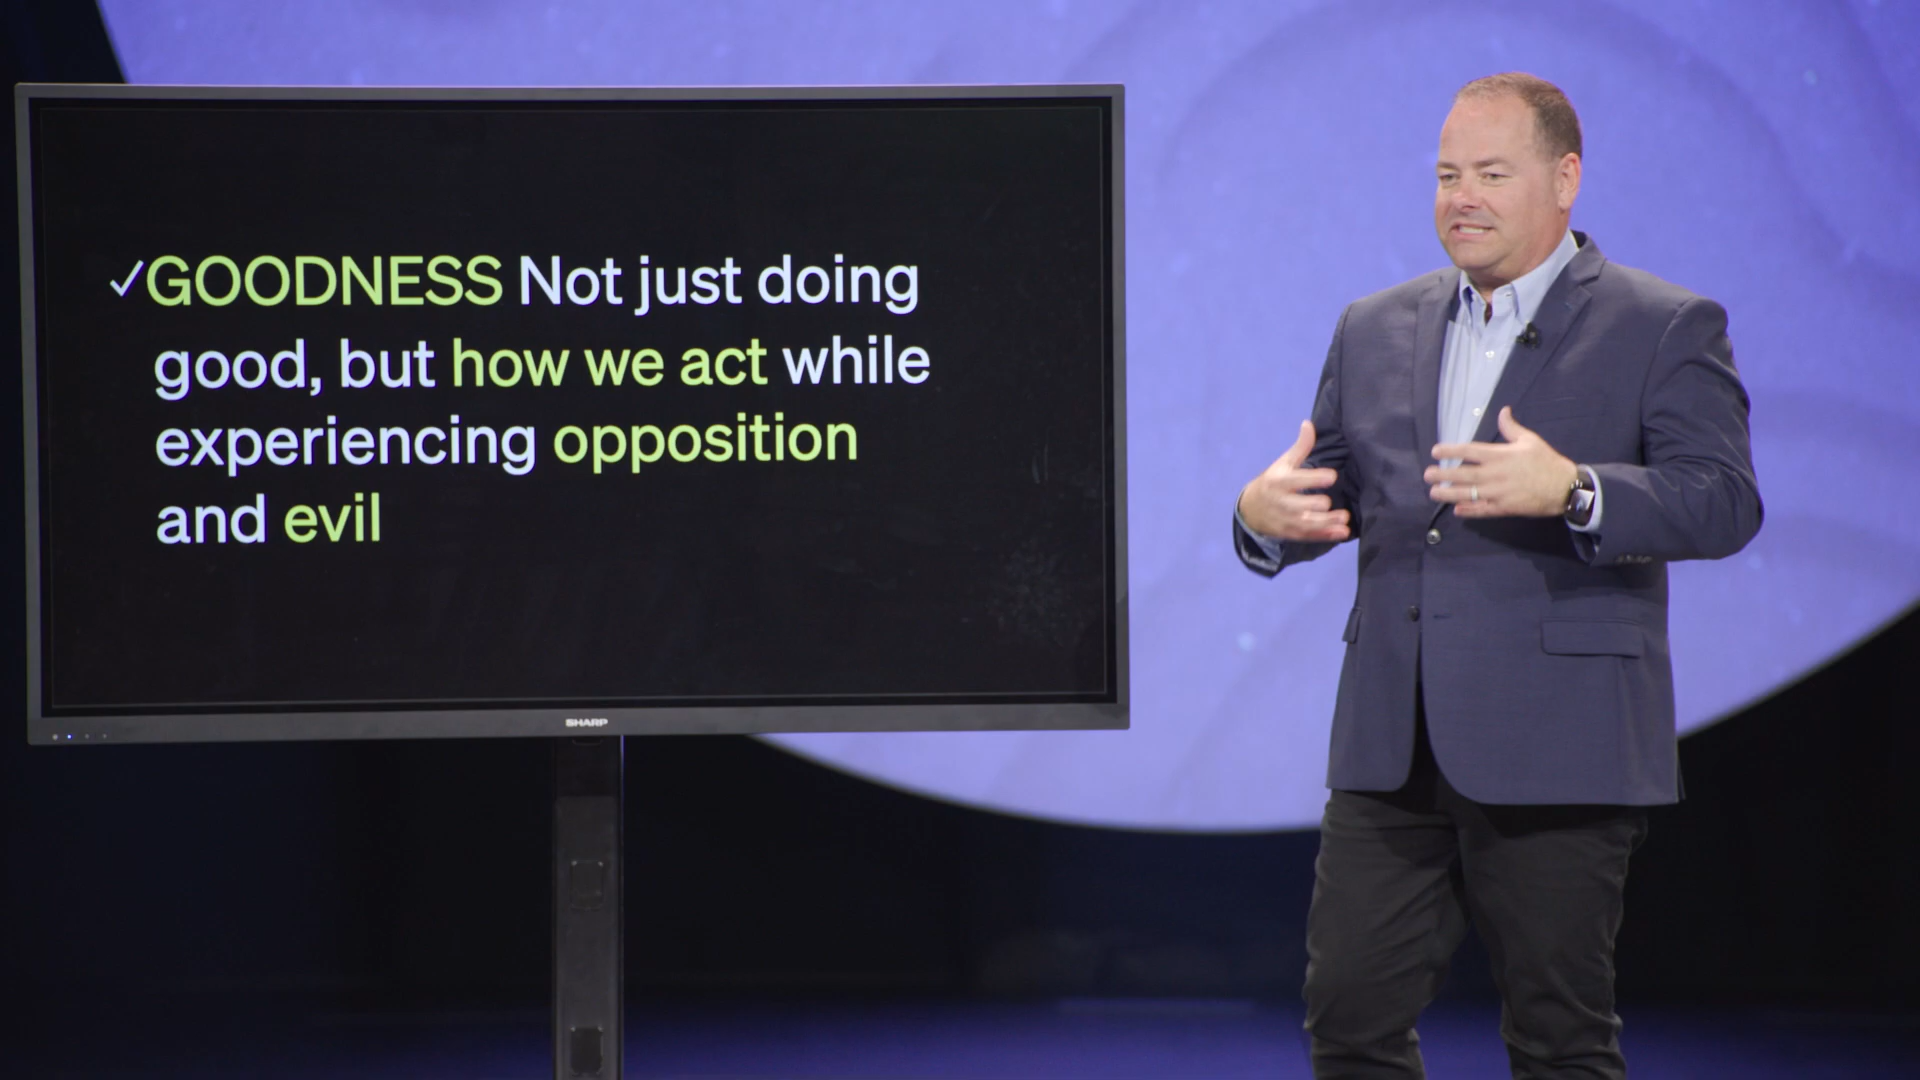 ✓GOODNESS Not just doing
good, but how we act while
experiencing opposition
and evil
SHARP